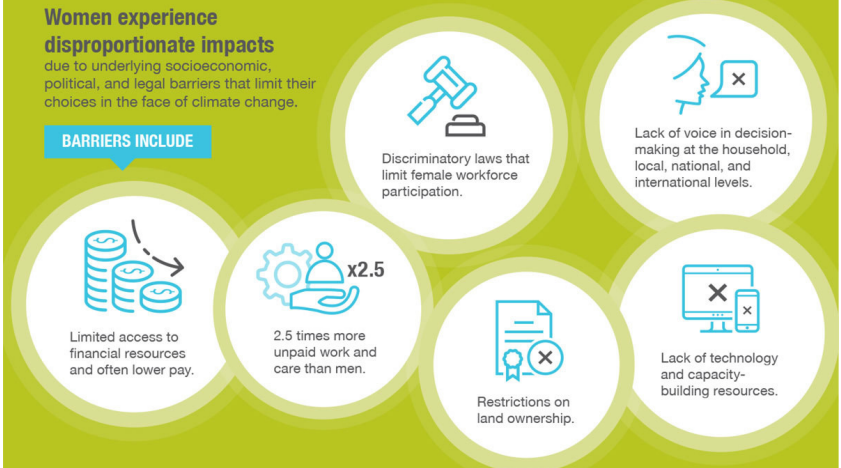 Women experience
disproportionate impacts
due to underlying socioeconomic,
political, and legal barriers that limit their
choices in the face of climate change.
BARRIERS INCLUDE
Limited access to
financial resources
and often lower pay.
x2.5
2.5 times more
unpaid work and
care than men.
Discriminatory laws that
limit female workforce
participation.
Restrictions on
land ownership.
Lack of voice in decision-
making at the household,
local, national, and
international levels.
Lack of technology
and capacity-
building resources.